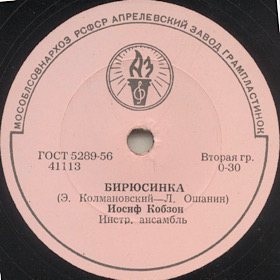 МОСОБЛСОВНАРХОЗ РСФСР АПРЕЛЕВСКИЙ ЗАВОД ГРАМПЛАСТИНОК
АЗ
ГОСТ 5289-56
41113
Вторая гр.
0-30
БИРЮСИНКА
(Э. Колмановский—Л. Ошанин)
Иосиф Кобзон
Инстр. ансамбль